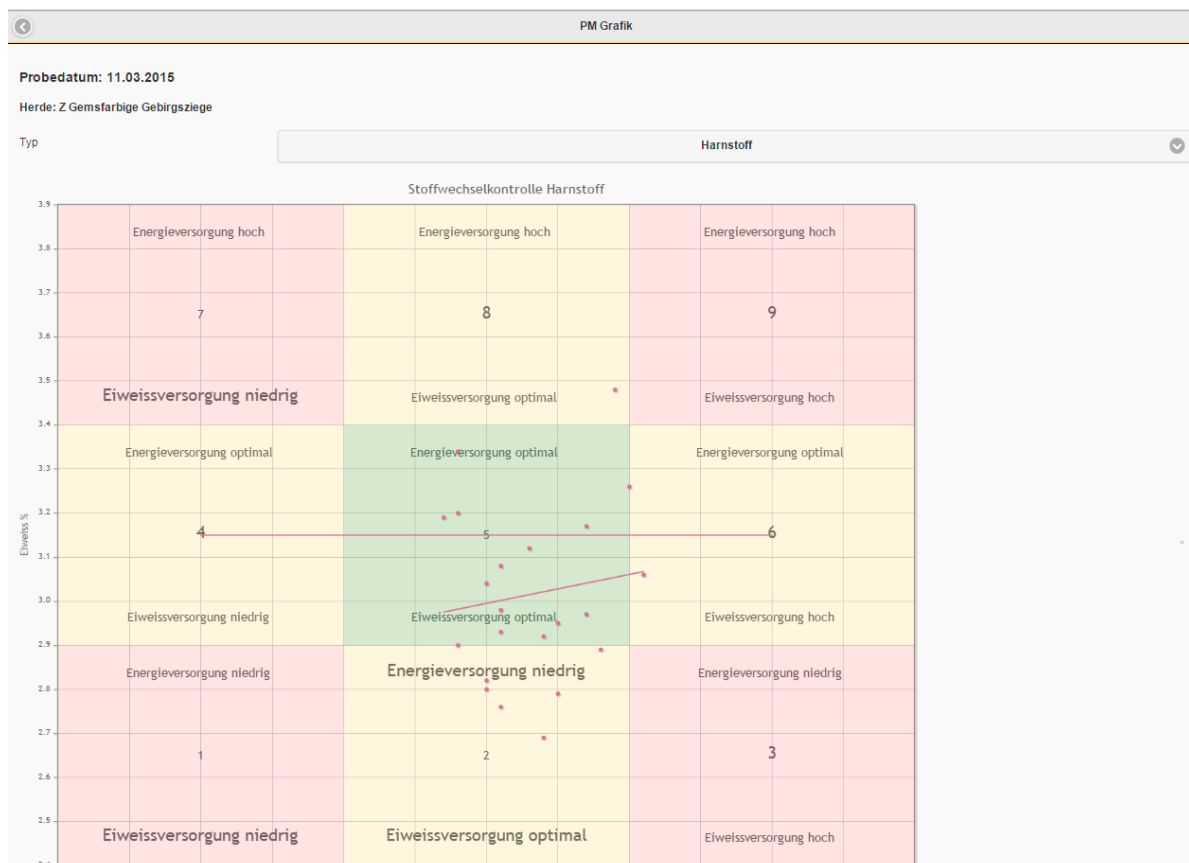 PM Grafik
Probedatum: 11.03.2015
Herde: Z Gemsfarbige Gebirgsziege
Typ
Harnstoff
Stoffwechselkontrolle Harnstoff
3.9
Energieversorgung hoch Energieversorgung hoch Energieversorgung hoch
3.8
3.7
7 8 9
3.6
3.5
Eiweissversorgung niedrig Eiweissversorgung optimal Eiweissversorgung hoch
3.4
Energieversorgung optimal Energieversorgung optimal Energieversorgung optimal
3.3
3.2
Eiweiss %
4 5 6
3.1
3.0
Eiweissversorgung niedrig Eiweissversorgung optimal Eiweissversorgung hoch
2.9
Energieversorgung niedrig Energieversorgung niedrig Energieversorgung niedrig
2.8
2.7
1 2 3
2.6
2.5
Eiweissversorgung niedrig Eiweissversorgung optimal Eiweissversorgung hoch